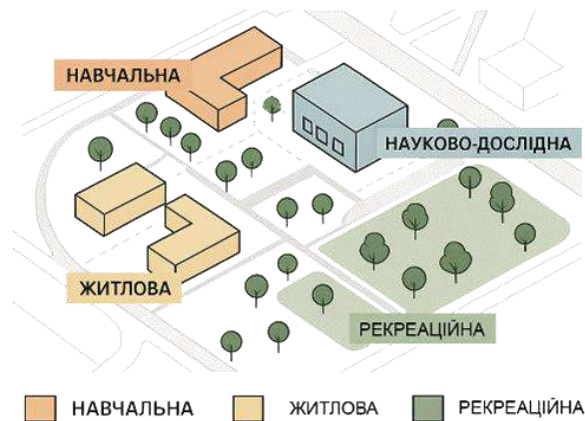 НАВЧАЛЬНА
НАУКОВО-ДОСЛІДНА
ЖИТЛОВА
РЕКРЕАЦІЙНА
НАВЧАЛЬНА ЖИТЛОВА РЕКРЕАЦІЙНА